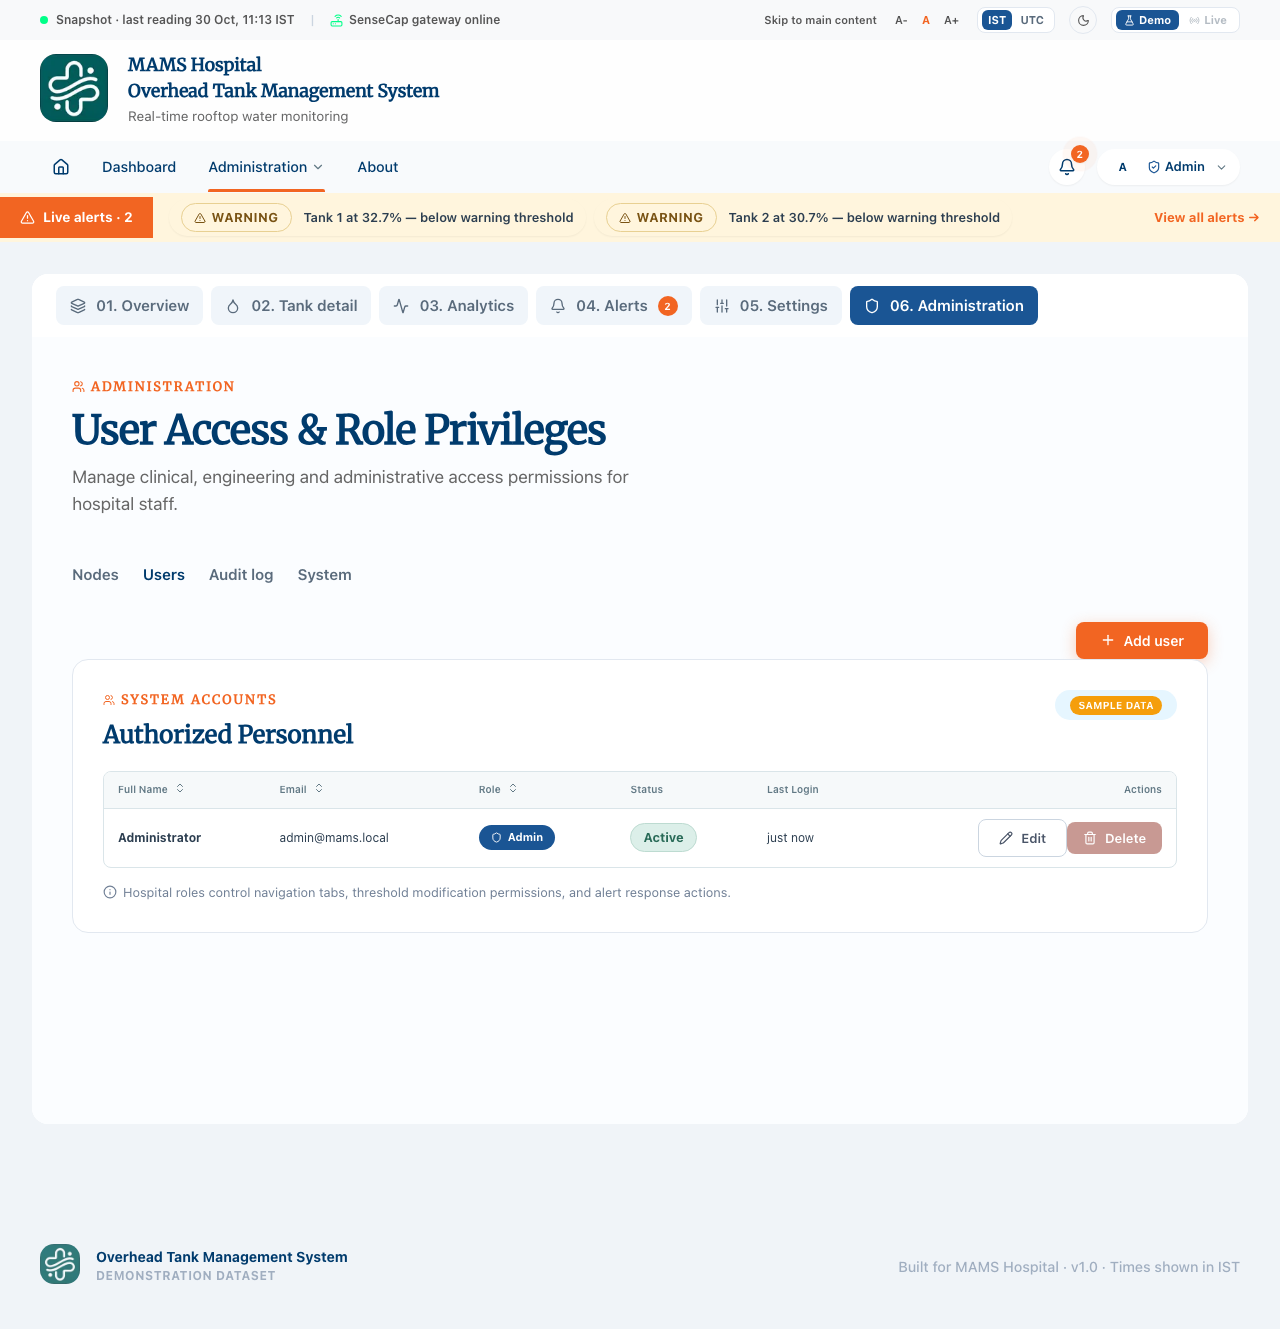 Snapshot · last reading 30 Oct, 11:13 IST | SenseCap gateway online
Skip to main content A- A A+ IST UTC Demo Live
MAMS Hospital
Overhead Tank Management System
Real-time rooftop water monitoring
Dashboard Administration About
2 A Admin
Live alerts · 2 WARNING Tank 1 at 32.7% — below warning threshold WARNING Tank 2 at 30.7% — below warning threshold View all alerts →
01. Overview 02. Tank detail 03. Analytics 04. Alerts 2 05. Settings 06. Administration
ADMINISTRATION
User Access & Role Privileges
Manage clinical, engineering and administrative access permissions for
hospital staff.
Nodes Users Audit log System
+ Add user
SYSTEM ACCOUNTS
SAMPLE DATA
Authorized Personnel
Full Name Email Role Status Last Login Actions
Administrator admin@mams.local Admin Active just now Edit Delete
Hospital roles control navigation tabs, threshold modification permissions, and alert response actions.
Overhead Tank Management System
DEMONSTRATION DATASET
Built for MAMS Hospital · v1.0 · Times shown in IST